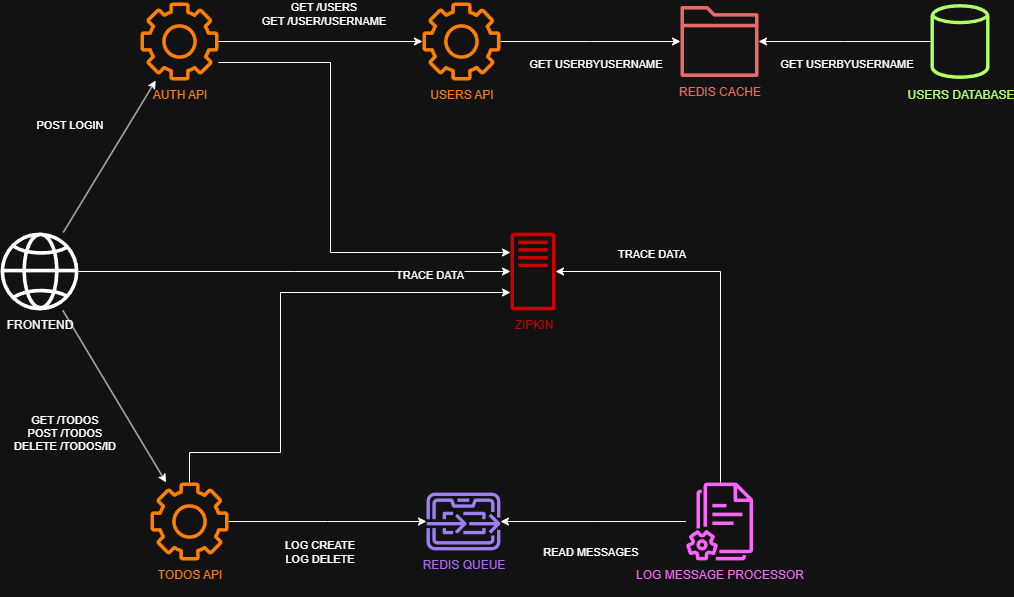 GET /USERS
GET /USER/USERNAME
GET USERBYUSERNAME
GET USERBYUSERNAME
AUTH API
USERS API
REDIS CACHE
USERS DATABASE
POST LOGIN
TRACE DATA
TRACE DATA
FRONTEND
ZIPKIN
GET /TODOS
POST /TODOS
DELETE /TODOS/ID
LOG CREATE
LOG DELETE
READ MESSAGES
TODOS API
REDIS QUEUE
LOG MESSAGE PROCESSOR